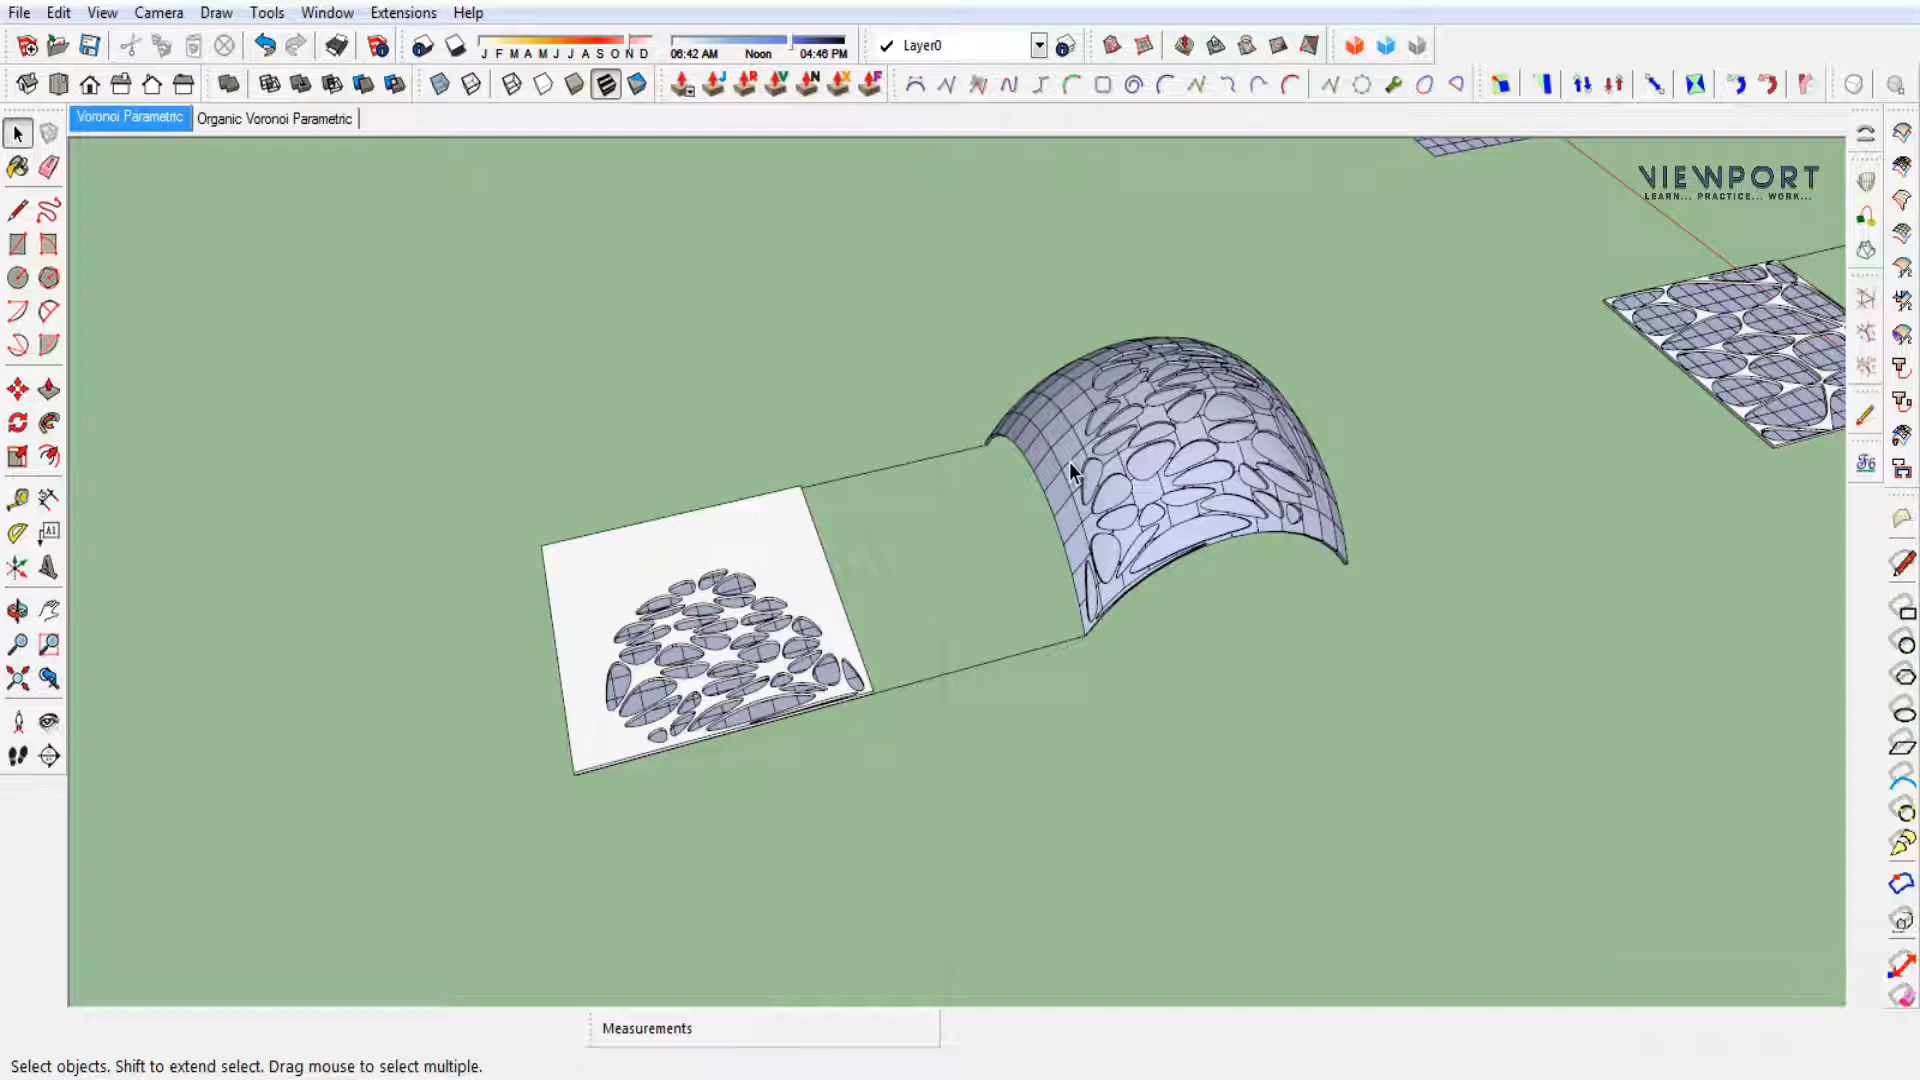 File Edit View Camera Draw Tools Window Extensions Help
J F M A M J J A S O N D
06:42 AM Noon 04:46 PM
Layer0
Voronoi Parametric
Organic Voronoi Parametric
VIEWPORT
LEARN... PRACTICE... WORK...
Measurements
Select objects. Shift to extend select. Drag mouse to select multiple.